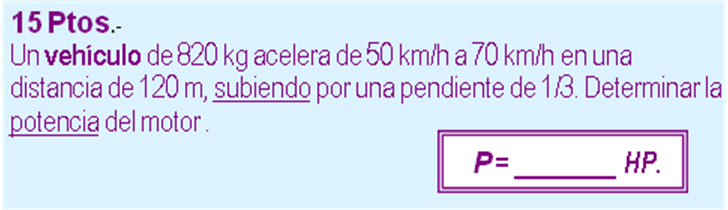 15 Ptos.-
Un vehículo de 820 kg acelera de 50 km/h a 70 km/h en una
distancia de 120 m, subiendo por una pendiente de 1/3. Determinar la
potencia del motor .
P= ______ HP.